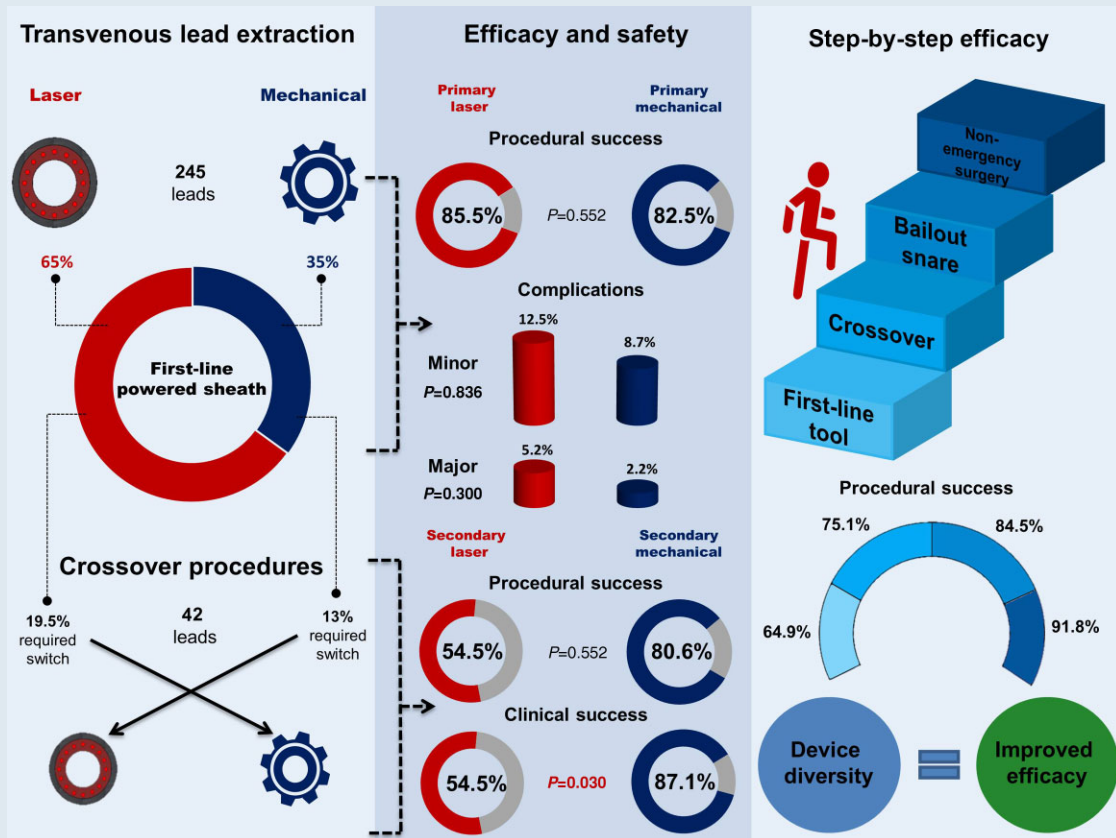 Transvenous lead extraction
Laser
Mechanical
245
leads
65%
35%
First-line
powered sheath
Crossover procedures
19.5%
required
switch
42
leads
13%
required
switch
Efficacy and safety
Primary
laser
Primary
mechanical
Procedural success
85.5%
P=0.552
82.5%
Complications
12.5%
8.7%
Minor
P=0.836
5.2%
2.2%
Major
P=0.300
Secondary
laser
Secondary
mechanical
Procedural success
54.5%
P=0.552
80.6%
Clinical success
54.5%
P=0.030
87.1%
Step-by-step efficacy
Non-
emergency
surgery
Bailout
snare
Crossover
First-line
tool
Procedural success
75.1%
84.5%
64.9%
91.8%
Device
diversity
Improved
efficacy